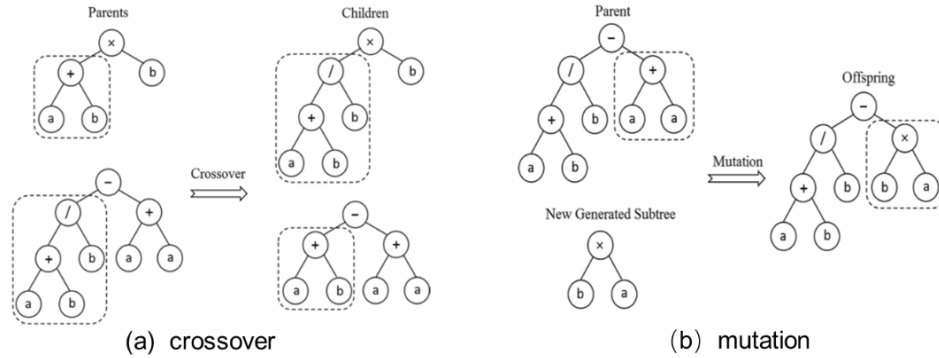 Parents
×
+
b
a
b
−
/
+
+
b
a
a
a
b
Crossover
Children
×
/
b
+
b
a
b
−
+
+
a
b
a
a
(a) crossover
Parent
−
/
+
+
b
a
a
a
b
New Generated Subtree
×
b
a
Mutation
Offspring
−
/
×
+
b
b
a
a
b
(b) mutation